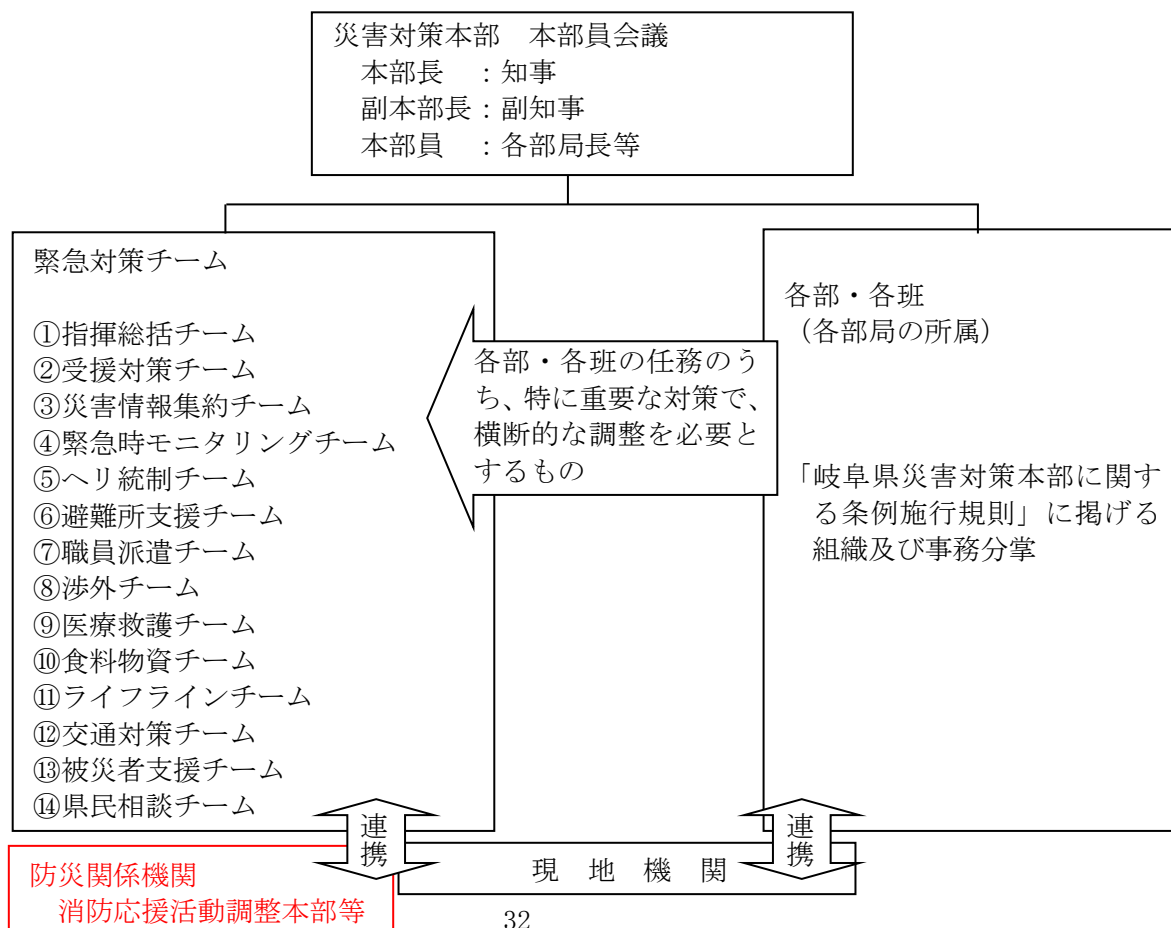 災害対策本部　本部員会議
本部長　：知事
副本部長：副知事
本部員　：各部局長等
緊急対策チーム
①指揮総括チーム
②受援対策チーム
③災害情報集約チーム
④緊急時モニタリングチーム
⑤ヘリ統制チーム
⑥避難所支援チーム
⑦職員派遣チーム
⑧渉外チーム
⑨医療救護チーム
⑩食料物資チーム
⑪ライフラインチーム
⑫交通対策チーム
⑬被災者支援チーム
⑭県民相談チーム
各部・各班の任務のう
ち、特に重要な対策で、
横断的な調整を必要と
するもの
各部・各班
（各部局の所属）
「岐阜県災害対策本部に関す
る条例施行規則」に掲げる
組織及び事務分掌
連携
連携
現　地　機　関
防災関係機関
消防応援活動調整本部等
32